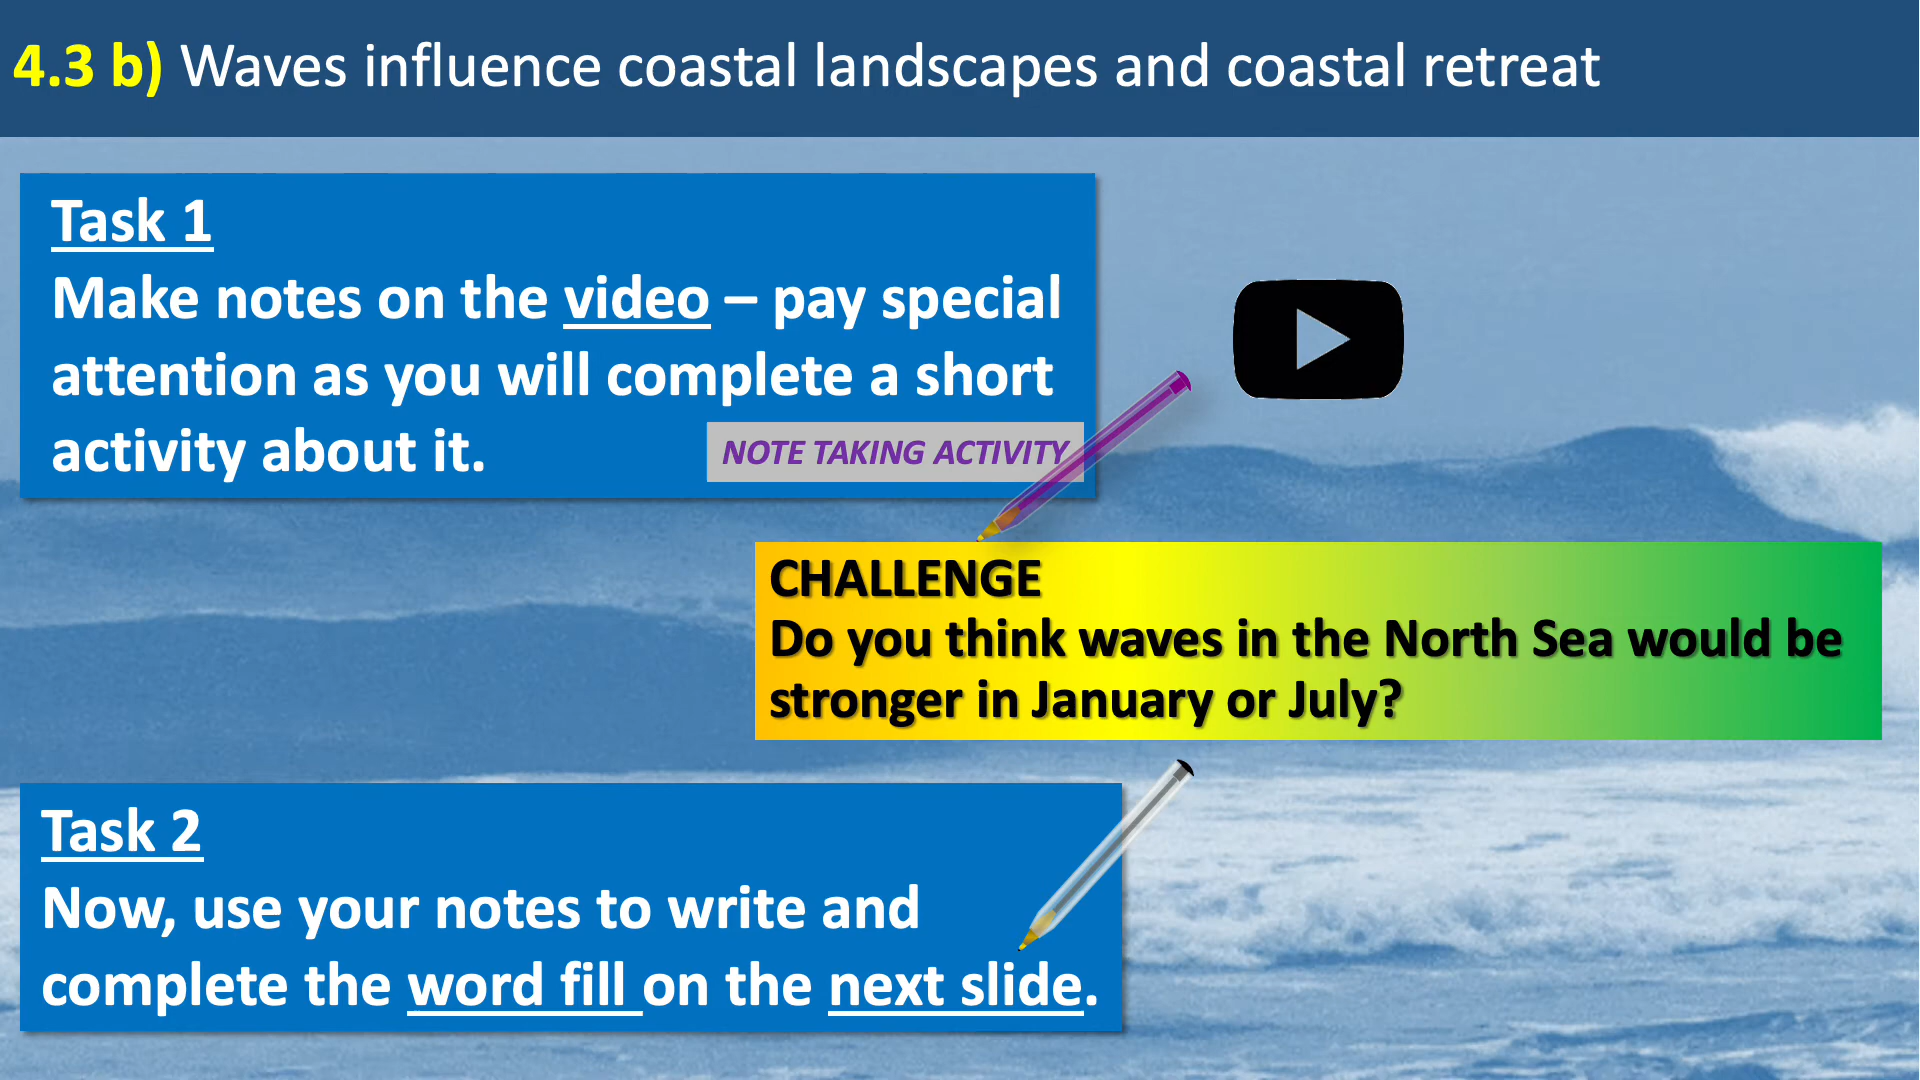 4.3 b) Waves influence coastal landscapes and coastal retreat
Task 1
Make notes on the video – pay special
attention as you will complete a short
activity about it.
NOTE TAKING ACTIVITY
CHALLENGE
Do you think waves in the North Sea would be
stronger in January or July?
Task 2
Now, use your notes to write and
complete the word fill on the next slide.